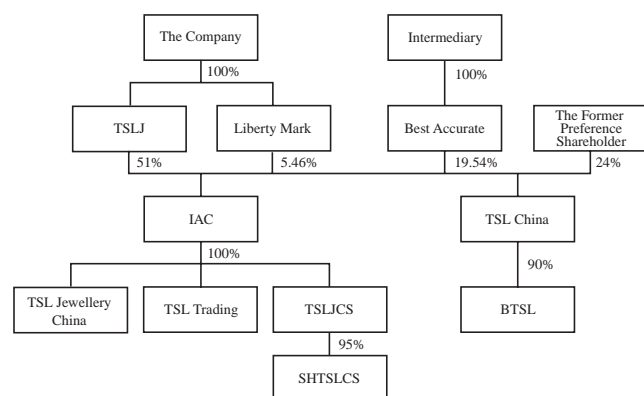 The Company
Intermediary
100%
100%
TSLJ
Liberty Mark
Best Accurate
The Former
Preference
Shareholder
51%
5.46%
19.54%
24%
IAC
TSL China
100%
90%
TSL Jewellery
China
TSL Trading
TSLJCS
BTSL
95%
SHTSLCS